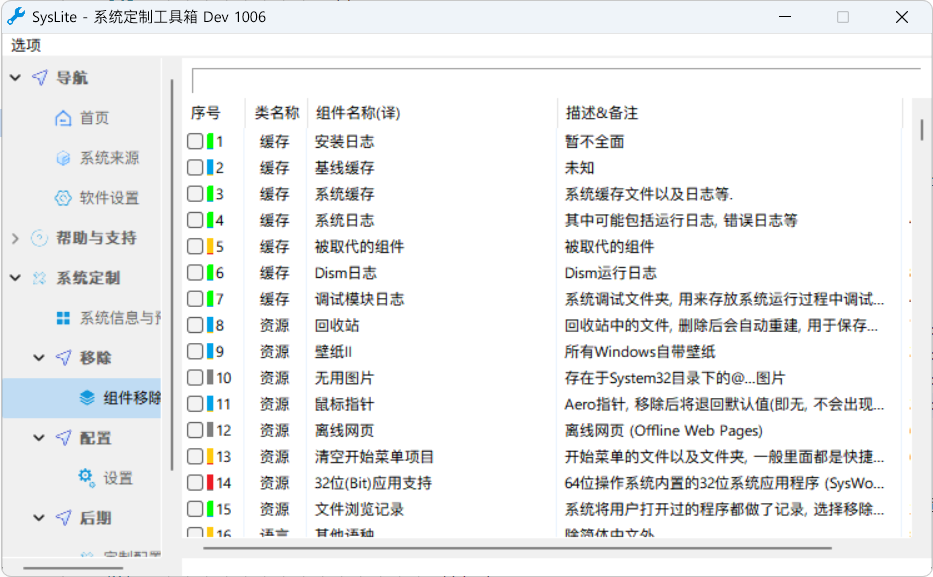 SysLite - 系统定制工具箱 Dev 1006
选项
导航
首页
系统来源
软件设置
帮助与支持
系统定制
系统信息与预
移除
组件移除
配置
设置
后期
定制配置
序号 类名称 组件名称(译) 描述&备注
1 缓存 安装日志 暂不全面
2 缓存 基线缓存 未知
3 缓存 系统缓存 系统缓存文件以及日志等.
4 缓存 系统日志 其中可能包括运行日志, 错误日志等
5 缓存 被取代的组件 被取代的组件
6 缓存 Dism日志 Dism运行日志
7 缓存 调试模块日志 系统调试文件夹, 用来存放系统运行过程中调试...
8 资源 回收站 回收站中的文件, 删除后会自动重建, 用于保存...
9 资源 壁纸II 所有Windows自带壁纸
10 资源 无用图片 存在于System32目录下的@...图片
11 资源 鼠标指针 Aero指针, 移除后将退回默认值(即无, 不会出现...
12 资源 离线网页 离线网页 (Offline Web Pages)
13 资源 清空开始菜单项目 开始菜单的文件以及文件夹, 一般里面都是快捷...
14 资源 32位(Bit)应用支持 64位操作系统内置的32位系统应用程序 (SysWo...
15 资源 文件浏览记录 系统将用户打开过的程序都做了记录, 选择移除...
16 语言 其他语种 除简体中文外